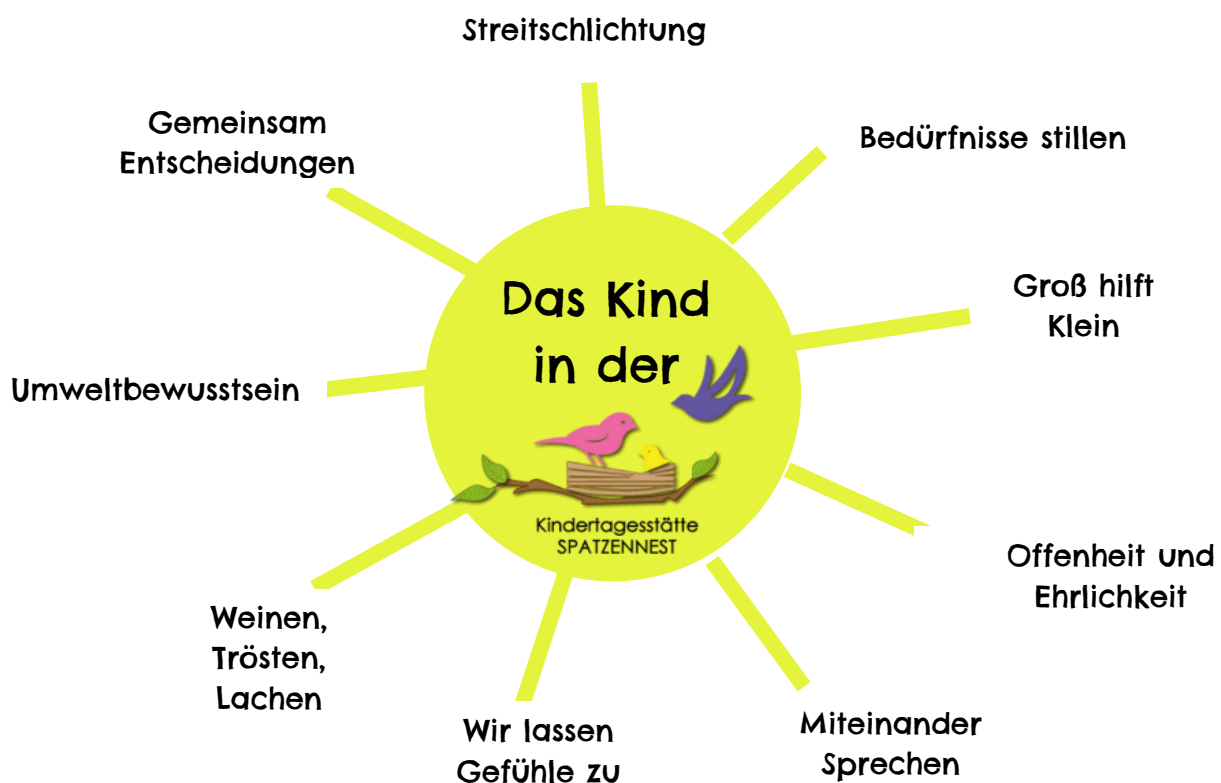 Streitschlichtung
Gemeinsam
Entscheidungen
Bedürfnisse stillen
Das Kind
in der
Groß hilft
Klein
Umweltbewusstsein
Kindertagesstätte
SPATZENNEST
Offenheit und
Ehrlichkeit
Weinen,
Trösten,
Lachen
Wir lassen
Gefühle zu
Miteinander
Sprechen